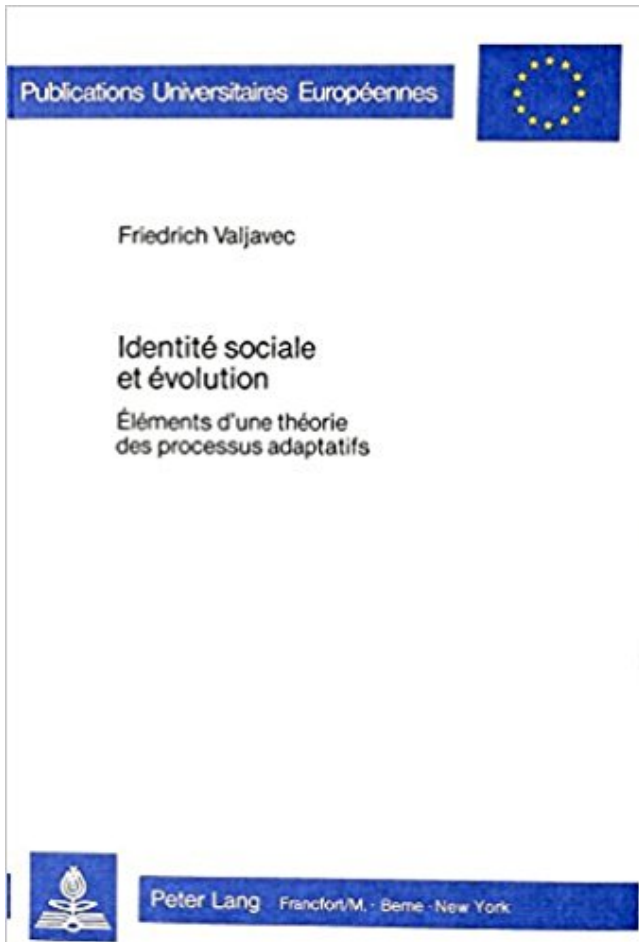 Publications Universitaires Européennes
Friedrich Valjavec
Identité sociale
et évolution
Éléments d'une théorie
des processus adaptatifs
Peter Lang Francfort/M. · Berne · New York